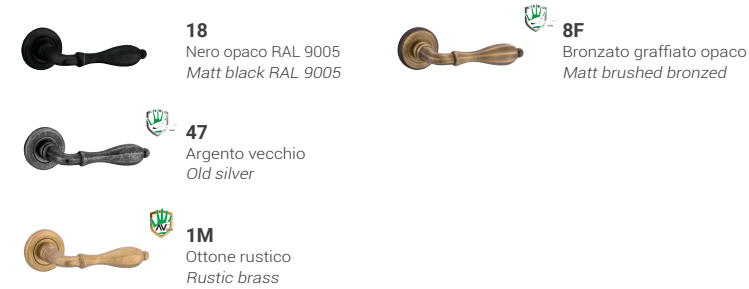 18
Nero opaco RAL 9005
Matt black RAL 9005
8F
Bronzato graffiato opaco
Matt brushed bronzed
47
Argento vecchio
Old silver
AV
1M
Ottone rustico
Rustic brass